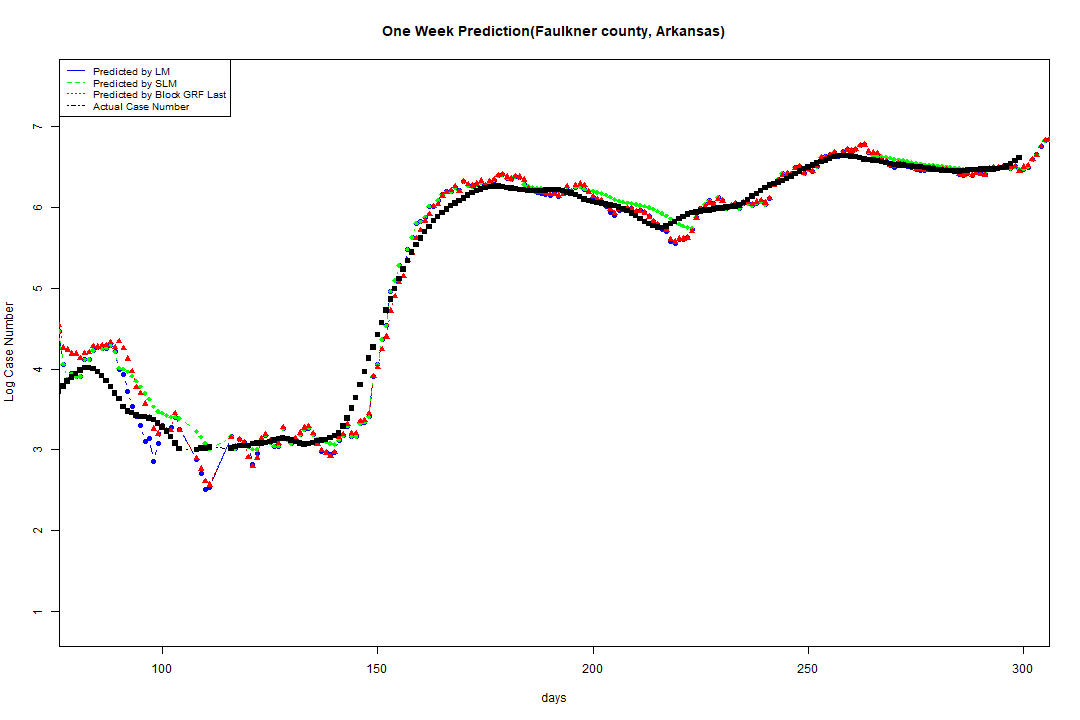 One Week Prediction(Faulkner county, Arkansas)
Predicted by LM
Predicted by SLM
Predicted by Block GRF Last
Actual Case Number
7
6
5
4
3
2
1
Log Case Number
100 150 200 250 300
days